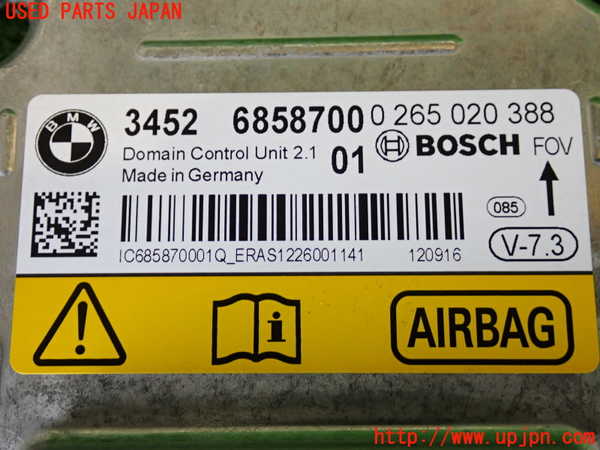 USED PARTS JAPAN
BMW
3452 6858700 0 265 020 388
Domain Control Unit 2.1 01 BOSCH FOV
Made in Germany
085
V-7.3
IC685870001Q_ERAS1226001141 120916
! i AIRBAG
http://www.upjpn.com